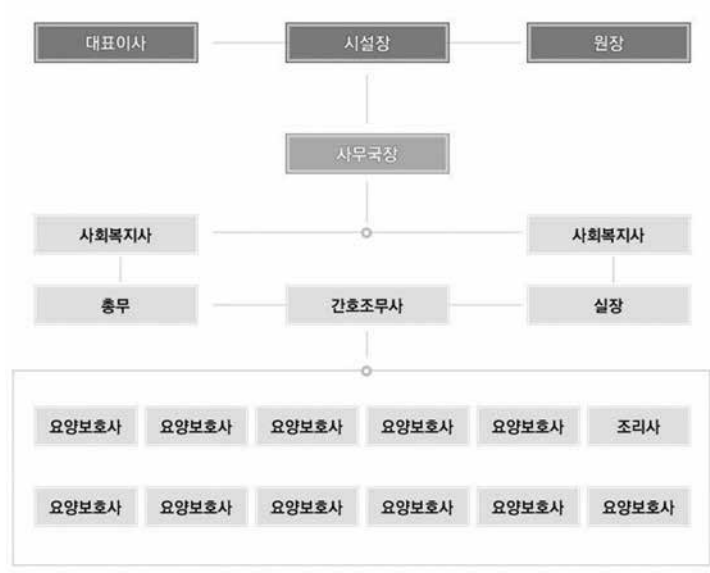 대표이사 시설장 원장
사무국장
사회복지사 사회복지사
총무 간호조무사 실장
요양보호사 요양보호사 요양보호사 요양보호사 요양보호사 조리사
요양보호사 요양보호사 요양보호사 요양보호사 요양보호사 요양보호사